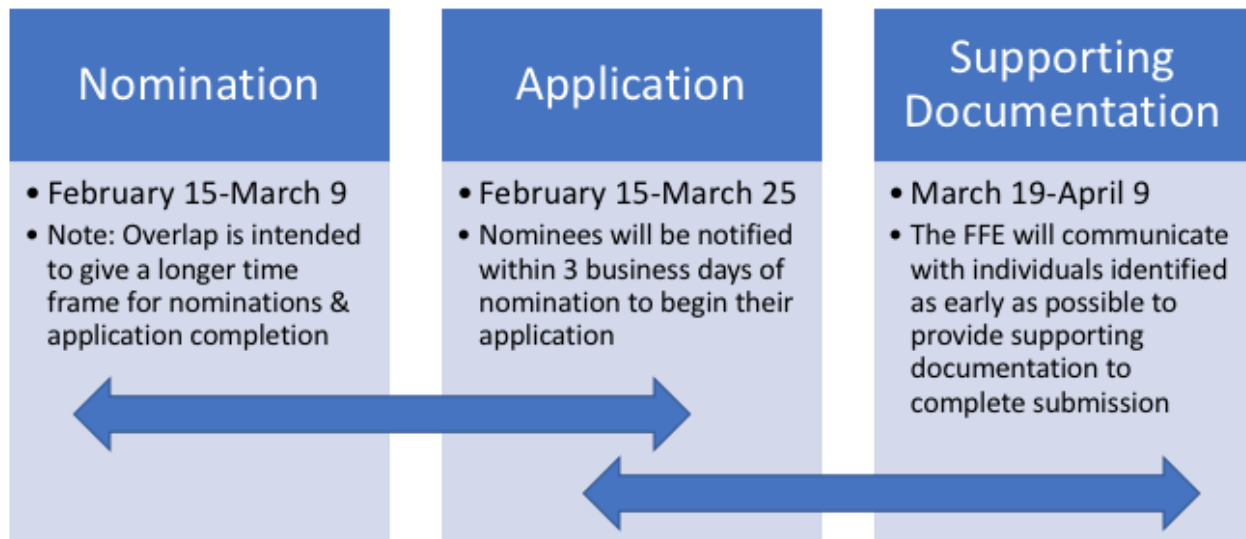 Nomination
• February 15-March 9
• Note: Overlap is intended
to give a longer time
frame for nominations &
application completion
Application
• February 15-March 25
• Nominees will be notified
within 3 business days of
nomination to begin their
application
Supporting
Documentation
• March 19-April 9
• The FFE will communicate
with individuals identified
as early as possible to
provide supporting
documentation to
complete submission